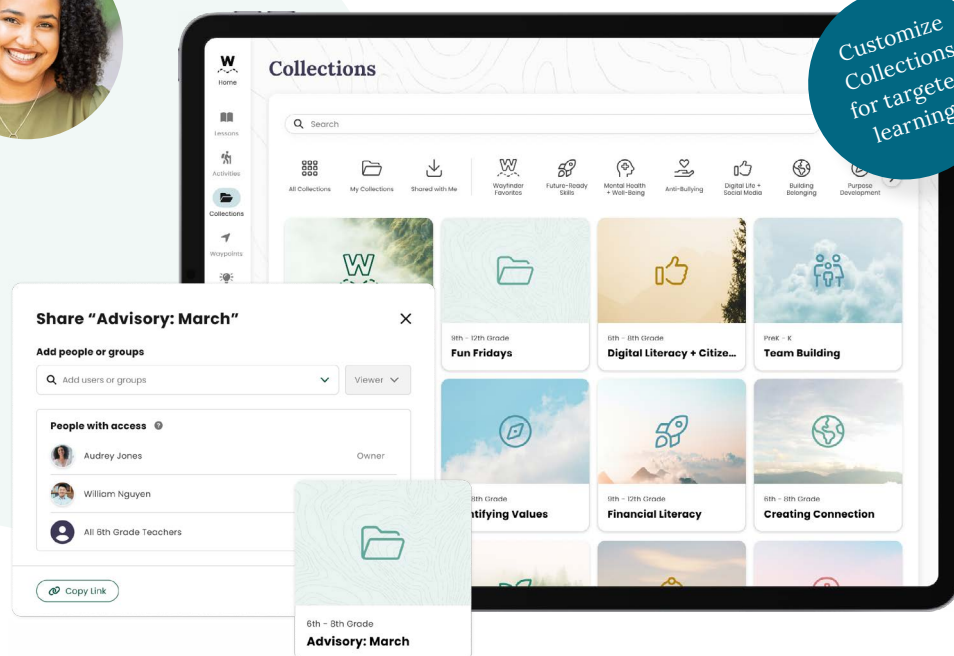 Customize
Collections
for targete
learning
W
Home
Lessons
Activities
Collections
Waypoints
Collections
Search
All Collections
My Collections
Shared with Me
Wayfinder
Favorites
Future-Ready
Skills
Mental Health
+ Well-Being
Anti-Bullying
Digital Life +
Social Media
Building
Belonging
Purpose
Development
W
9th - 12th Grade
Fun Fridays
6th - 8th Grade
Digital Literacy + Citize...
PreK - K
Team Building
8th Grade
ntifying Values
9th - 12th Grade
Financial Literacy
6th - 8th Grade
Creating Connection
Share “Advisory: March”
Add people or groups
Add users or groups
Viewer
People with access
Audrey Jones
Owner
William Nguyen
All 6th Grade Teachers
Copy Link
6th - 8th Grade
Advisory: March